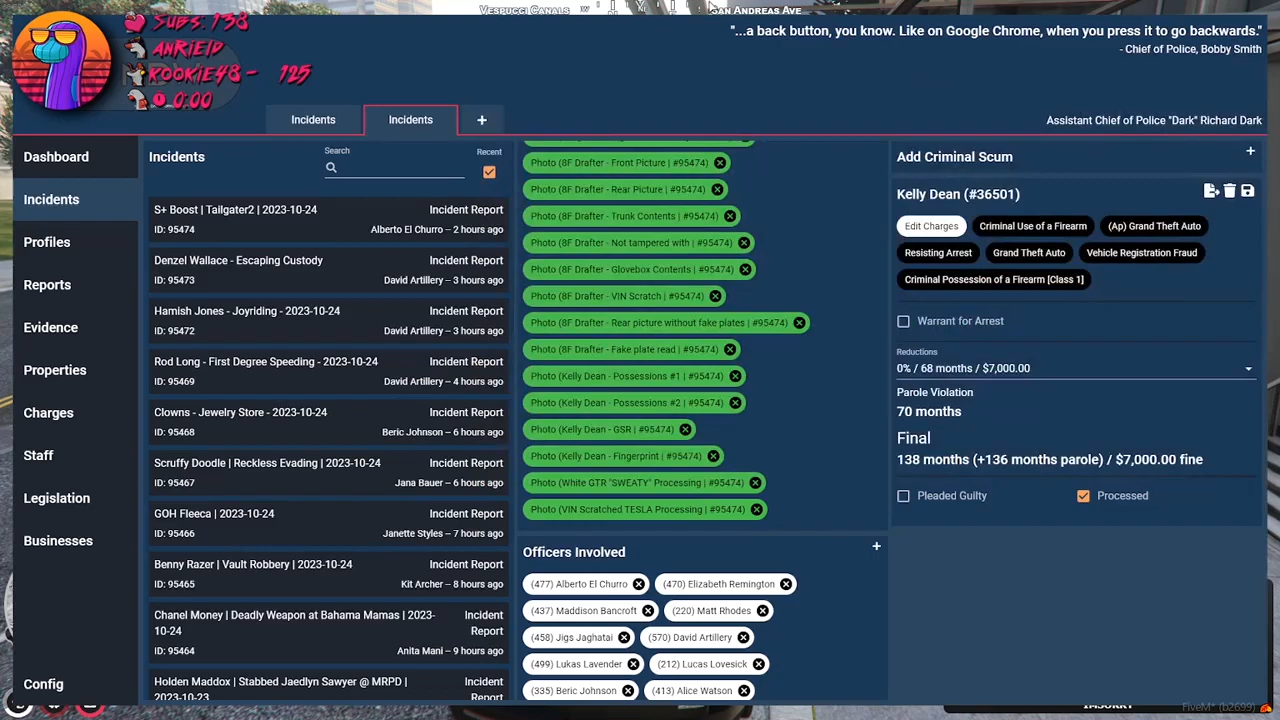 VESPUCCI CANALS
SAN ANDREAS AVE
SUBS: 138
ANRIEID
ROOKIE48 - 125
0:00
"...a back button, you know. Like on Google Chrome, when you press it to go backwards."
- Chief of Police, Bobby Smith
Incidents
Incidents
+
Assistant Chief of Police "Dark" Richard Dark
Dashboard
Incidents
Profiles
Reports
Evidence
Properties
Charges
Staff
Legislation
Businesses
Config
Incidents
Search
Recent
S+ Boost | Tailgater2 | 2023-10-24
Incident Report
ID: 95474
Alberto El Churro – 2 hours ago
Denzel Wallace - Escaping Custody
Incident Report
ID: 95473
David Artillery – 3 hours ago
Hamish Jones - Joyriding - 2023-10-24
Incident Report
ID: 95472
David Artillery – 3 hours ago
Rod Long - First Degree Speeding - 2023-10-24
Incident Report
ID: 95469
David Artillery – 4 hours ago
Clowns - Jewelry Store - 2023-10-24
Incident Report
ID: 95468
Beric Johnson – 6 hours ago
Scruffy Doodle | Reckless Evading | 2023-10-24
Incident Report
ID: 95467
Jana Bauer – 6 hours ago
GOH Fleeca | 2023-10-24
Incident Report
ID: 95466
Janette Styles – 7 hours ago
Benny Razer | Vault Robbery | 2023-10-24
Incident Report
ID: 95465
Kit Archer – 8 hours ago
Chanel Money | Deadly Weapon at Bahama Mamas | 2023-
10-24
Incident
Report
ID: 95464
Anita Mani – 9 hours ago
Holden Maddox | Stabbed Jaedlyn Sawyer @ MRPD |
2023-10-23
Incident
Report
Photo (8F Drafter - Front Picture | #95474)
Photo (8F Drafter - Rear Picture | #95474)
Photo (8F Drafter - Trunk Contents | #95474)
Photo (8F Drafter - Not tampered with | #95474)
Photo (8F Drafter - Glovebox Contents | #95474)
Photo (8F Drafter - VIN Scratch | #95474)
Photo (8F Drafter - Rear picture without fake plates | #95474)
Photo (8F Drafter - Fake plate read | #95474)
Photo (Kelly Dean - Possessions #1 | #95474)
Photo (Kelly Dean - Possessions #2 | #95474)
Photo (Kelly Dean - GSR | #95474)
Photo (Kelly Dean - Fingerprint | #95474)
Photo (White GTR "SWEATY" Processing | #95474)
Photo (VIN Scratched TESLA Processing | #95474)
Officers Involved
+
(477) Alberto El Churro
(470) Elizabeth Remington
(437) Maddison Bancroft
(220) Matt Rhodes
(458) Jigs Jaghatai
(570) David Artillery
(499) Lukas Lavender
(212) Lucas Lovesick
(335) Beric Johnson
(413) Alice Watson
Add Criminal Scum
+
Kelly Dean (#36501)
Edit Charges
Criminal Use of a Firearm
(Ap) Grand Theft Auto
Resisting Arrest
Grand Theft Auto
Vehicle Registration Fraud
Criminal Possession of a Firearm [Class 1]
Warrant for Arrest
Reductions
0% / 68 months / $7,000.00
Parole Violation
70 months
Final
138 months (+136 months parole) / $7,000.00 fine
Pleaded Guilty
Processed
FiveM* (b2699)